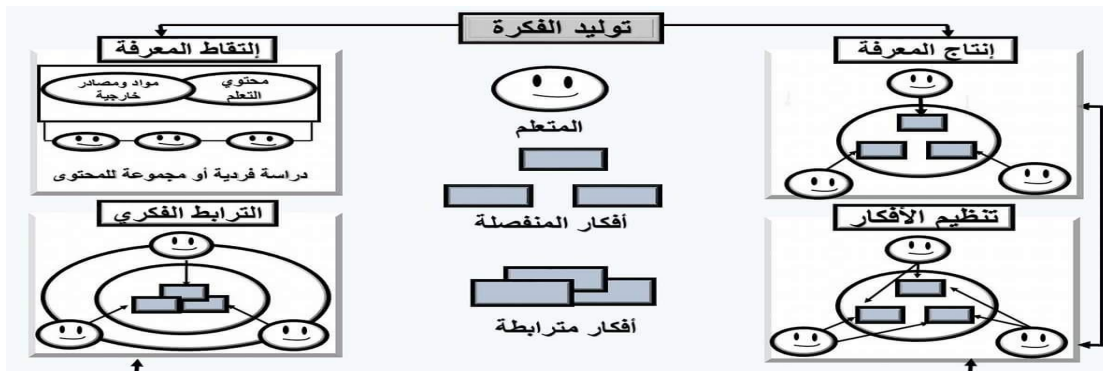 توليد الفكرة
إنتاج المعرفة
إلتقاط المعرفة
محتوي
التعلم
مواد ومصادر
خارجية
دراسة فردية أو مجموعة للمحتوى
المتعلم
أفكار المنفصلة
تنظيم الأفكار
الترابط الفكري
أفكار مترابطة